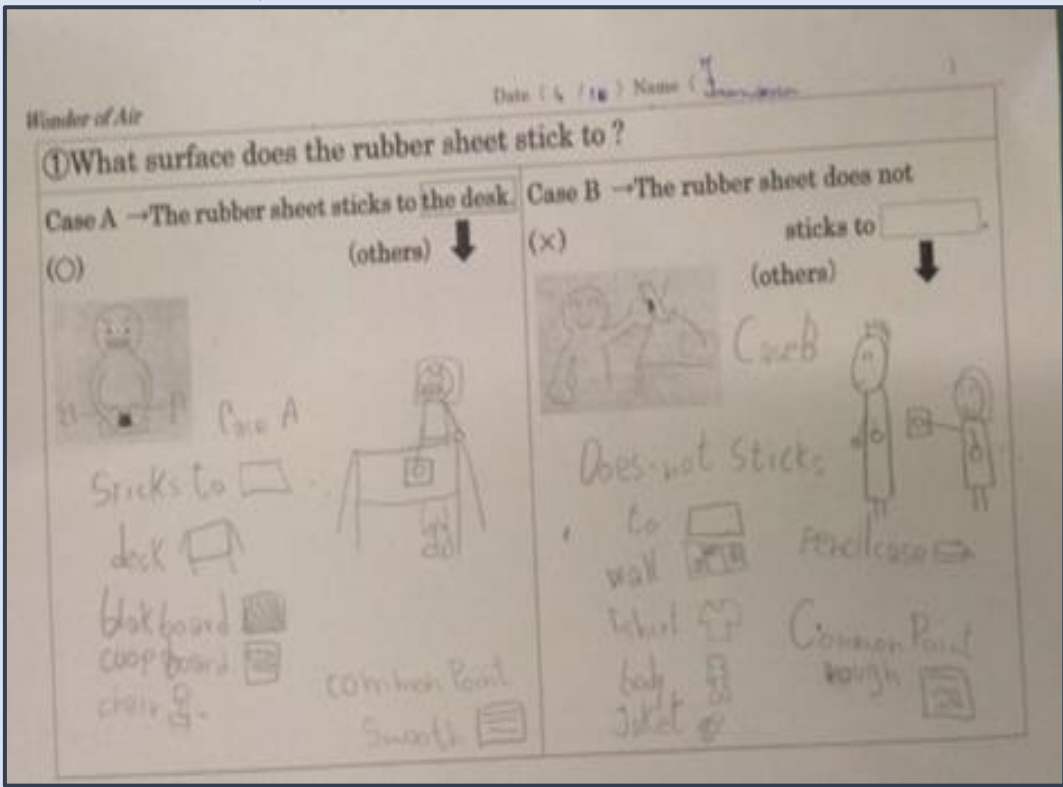 Wonder of Air
Date ( 6 / 18 ) Name (
①What surface does the rubber sheet stick to ?
Case A →The rubber sheet sticks to the desk.
(○)
(others)
Case A
Sticks to
desk
blakboard
coopboard
chair
common Point
Smooth
Case B →The rubber sheet does not
sticks to
(×)
(others)
CaseB
Does not Sticks
to
wall
Tshirt
body
Jaket
Pencilcase
Common Point
rough